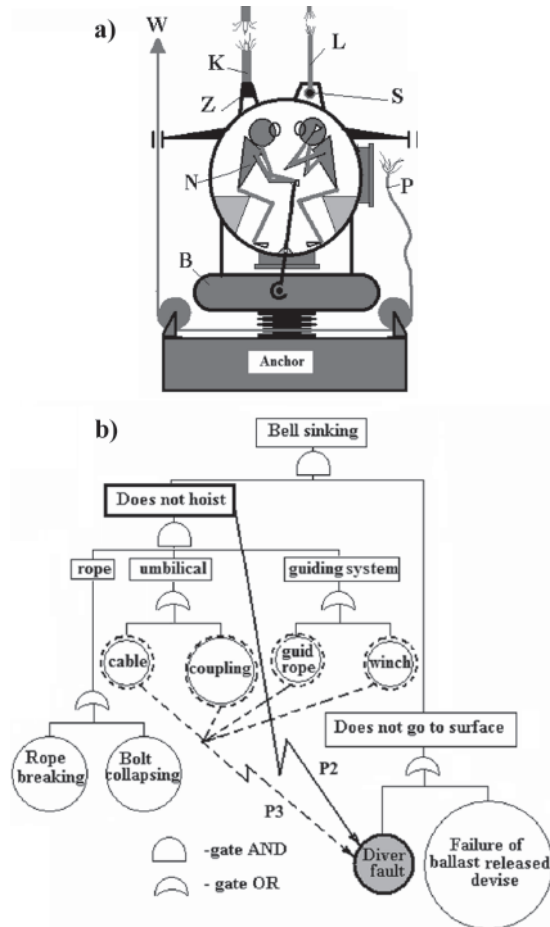 a)
W
K
L
Z
S
N
P
B
Anchor
b)
Bell sinking
Does not hoist
rope
umbilical
guiding system
cable
coupling
guid
rope
winch
Does not go to surface
Rope
breaking
Bolt
collapsing
P2
P3
Diver
fault
Failure of
ballast released
devise
-gate AND
- gate OR